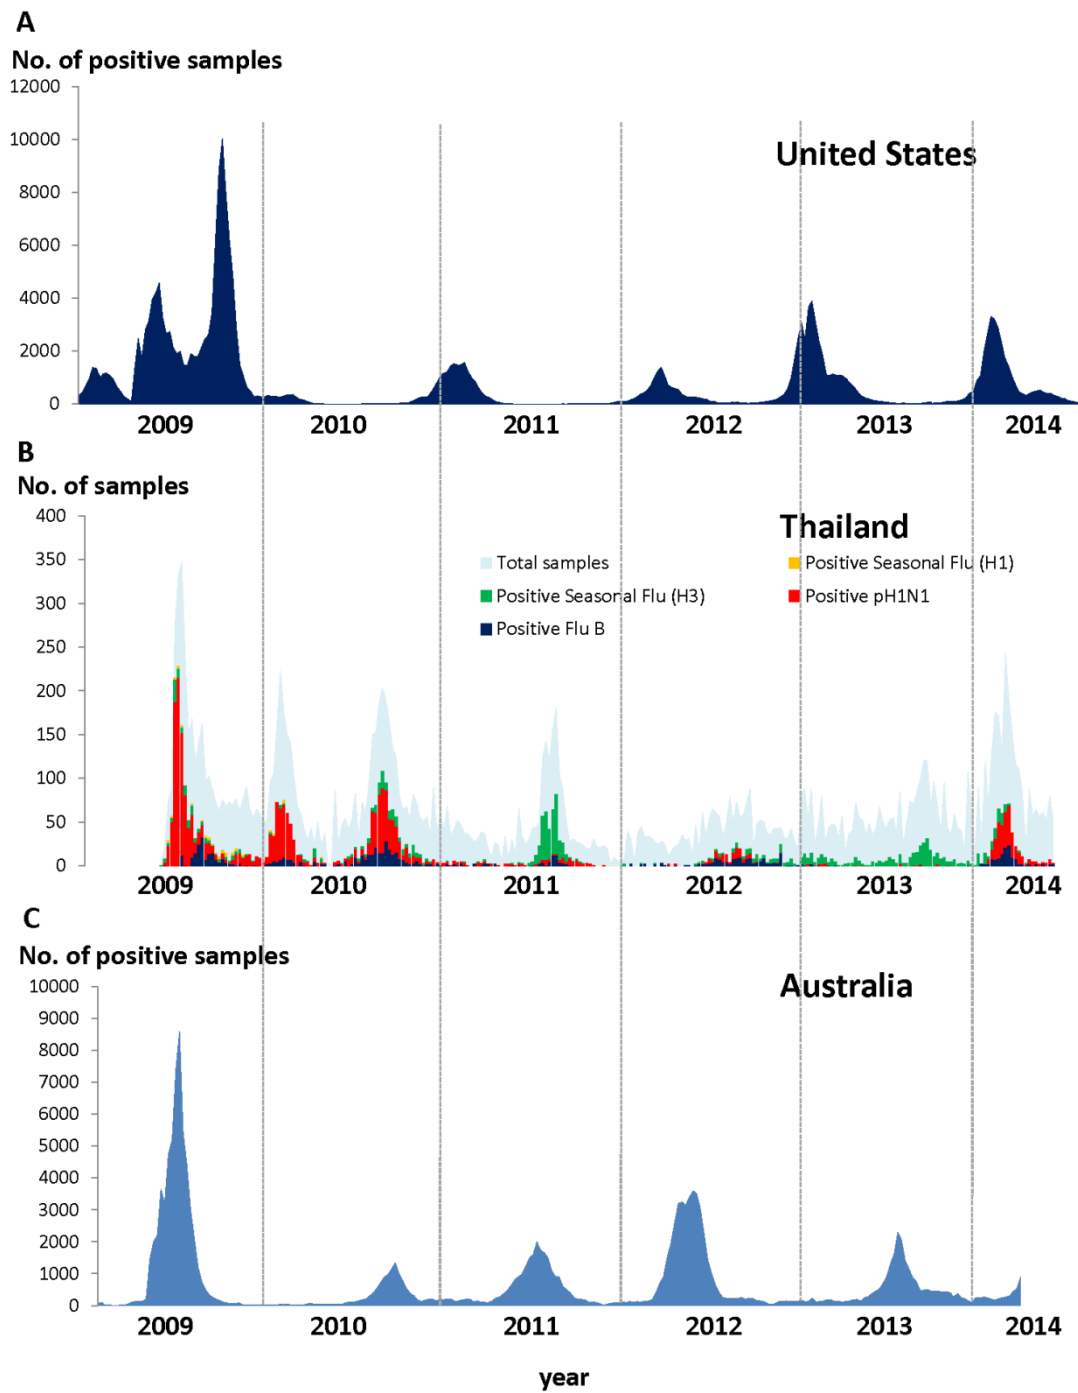 A
No. of positive samples
12000
10000
8000
6000
4000
2000
0
United States
2009 2010 2011 2012 2013 2014
B
No. of samples
400
350
300
250
200
150
100
50
0
Thailand
Total samples
Positive Seasonal Flu (H1)
Positive Seasonal Flu (H3)
Positive pH1N1
Positive Flu B
2009 2010 2011 2012 2013 2014
C
No. of positive samples
10000
9000
8000
7000
6000
5000
4000
3000
2000
1000
0
Australia
2009 2010 2011 2012 2013 2014
year